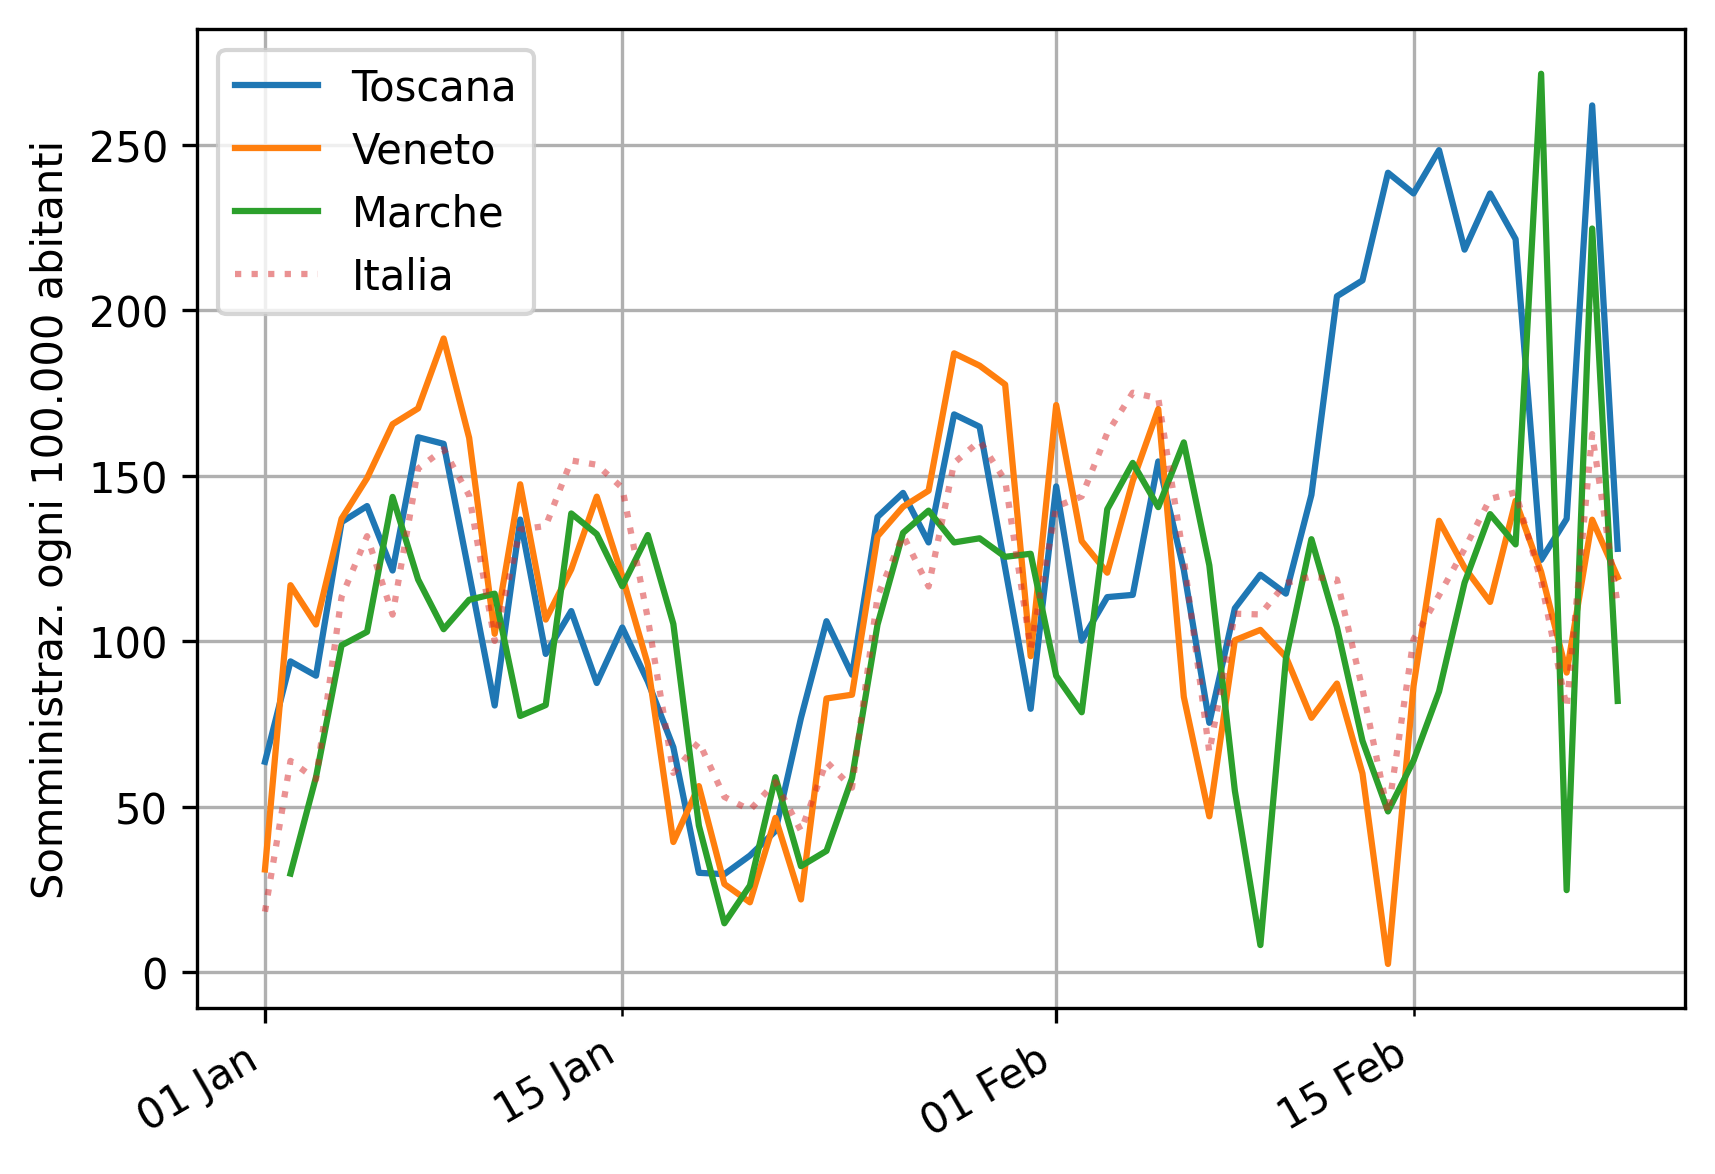 Toscana
Veneto
Marche
Italia
Somministraz. ogni 100.000 abitanti
250
200
150
100
50
0
01 Jan
15 Jan
01 Feb
15 Feb